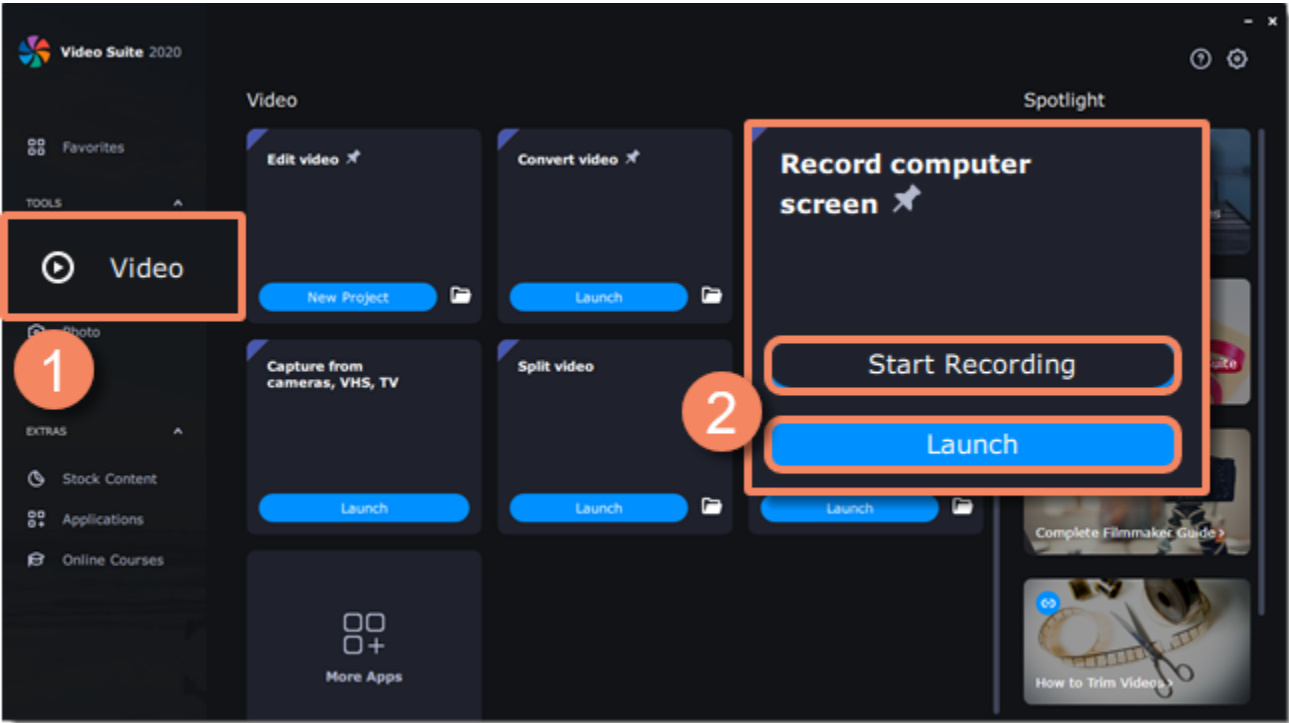 Video Suite 2020
Favorites
TOOLS
Video
Photo
1
EXTRAS
Stock Content
Applications
Online Courses
Video
Spotlight
Edit video
New Project
Convert video
Launch
Record computer
screen
Start Recording
2
Launch
Capture from
cameras, VHS, TV
Launch
Split video
Launch
Launch
More Apps
Complete Filmmaker Guide >
How to Trim Videos >